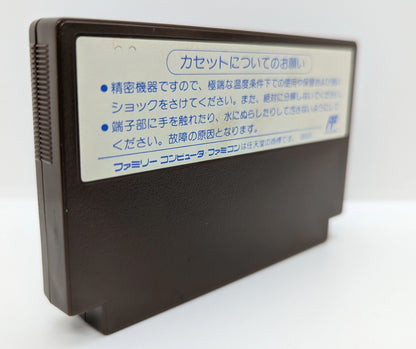 カセットについてのお願い
●精密機器ですので、極端な温度条件下での使用や保管および強い
ショックをさけてください。また、絶対に分解しないでください。
●端子部に手を触れたり、水にぬらしたりして汚さないようにして
ください。故障の原因となります。
ファミリーコンピュータ・ファミコンは任天堂の商標です。